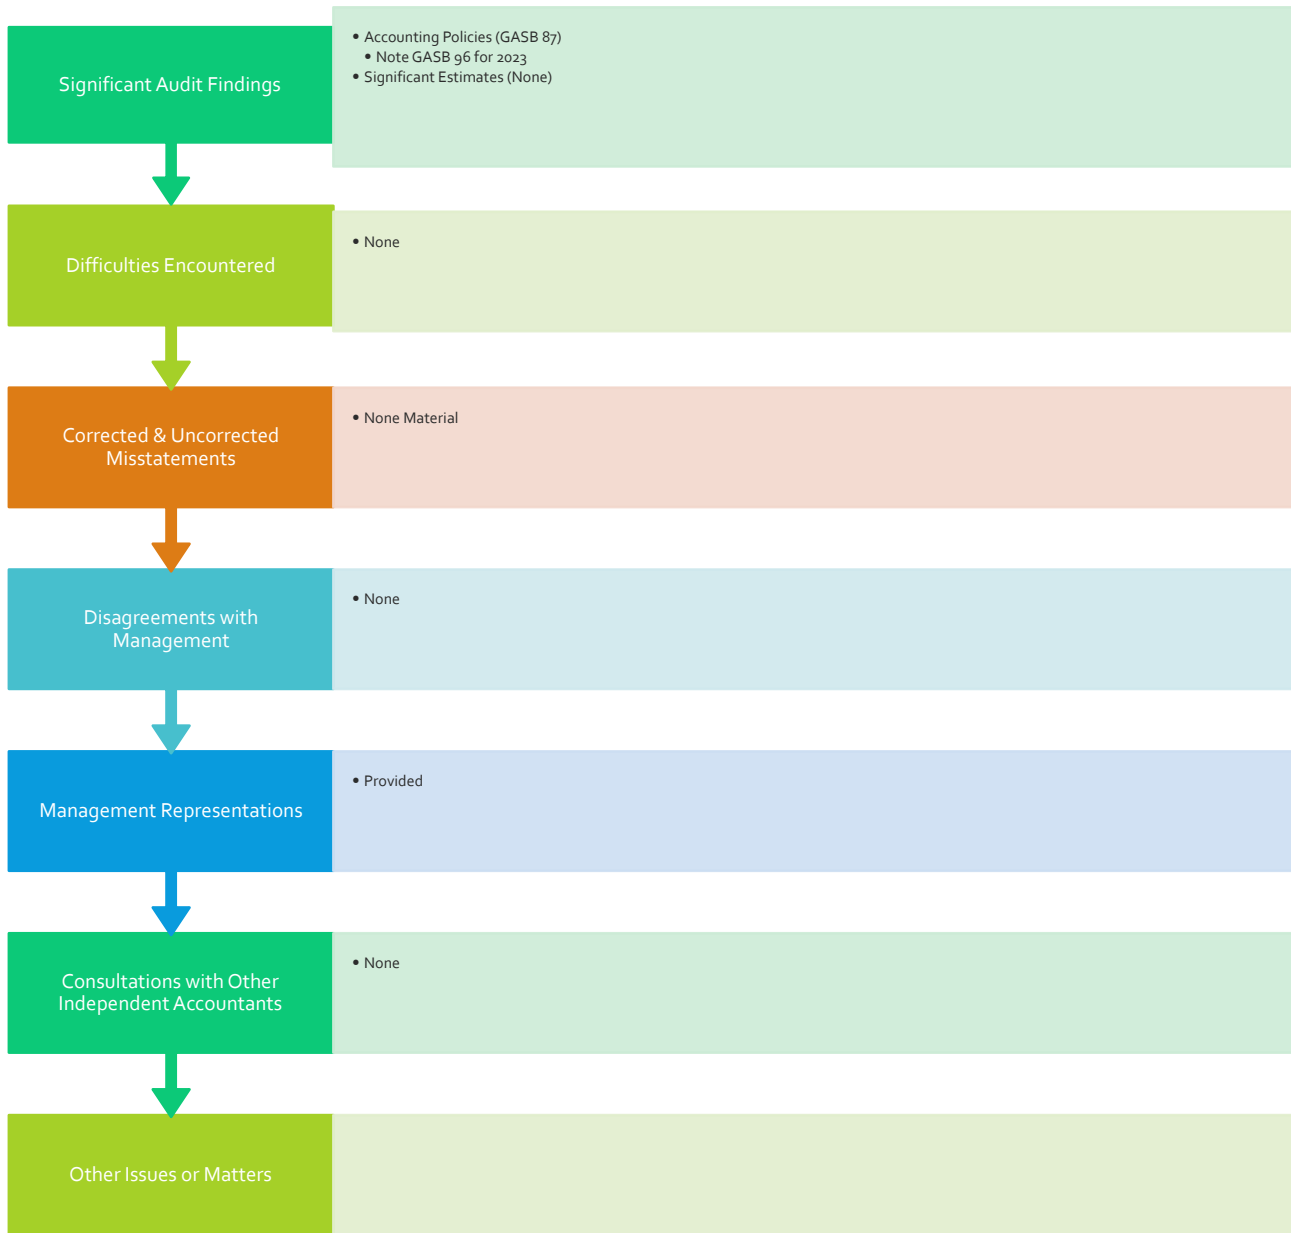 Significant Audit Findings
• Accounting Policies (GASB 87)
• Note GASB 96 for 2023
• Significant Estimates (None)
Difficulties Encountered
• None
Corrected & Uncorrected
Misstatements
• None Material
Disagreements with
Management
• None
Management Representations
• Provided
Consultations with Other
Independent Accountants
• None
Other Issues or Matters